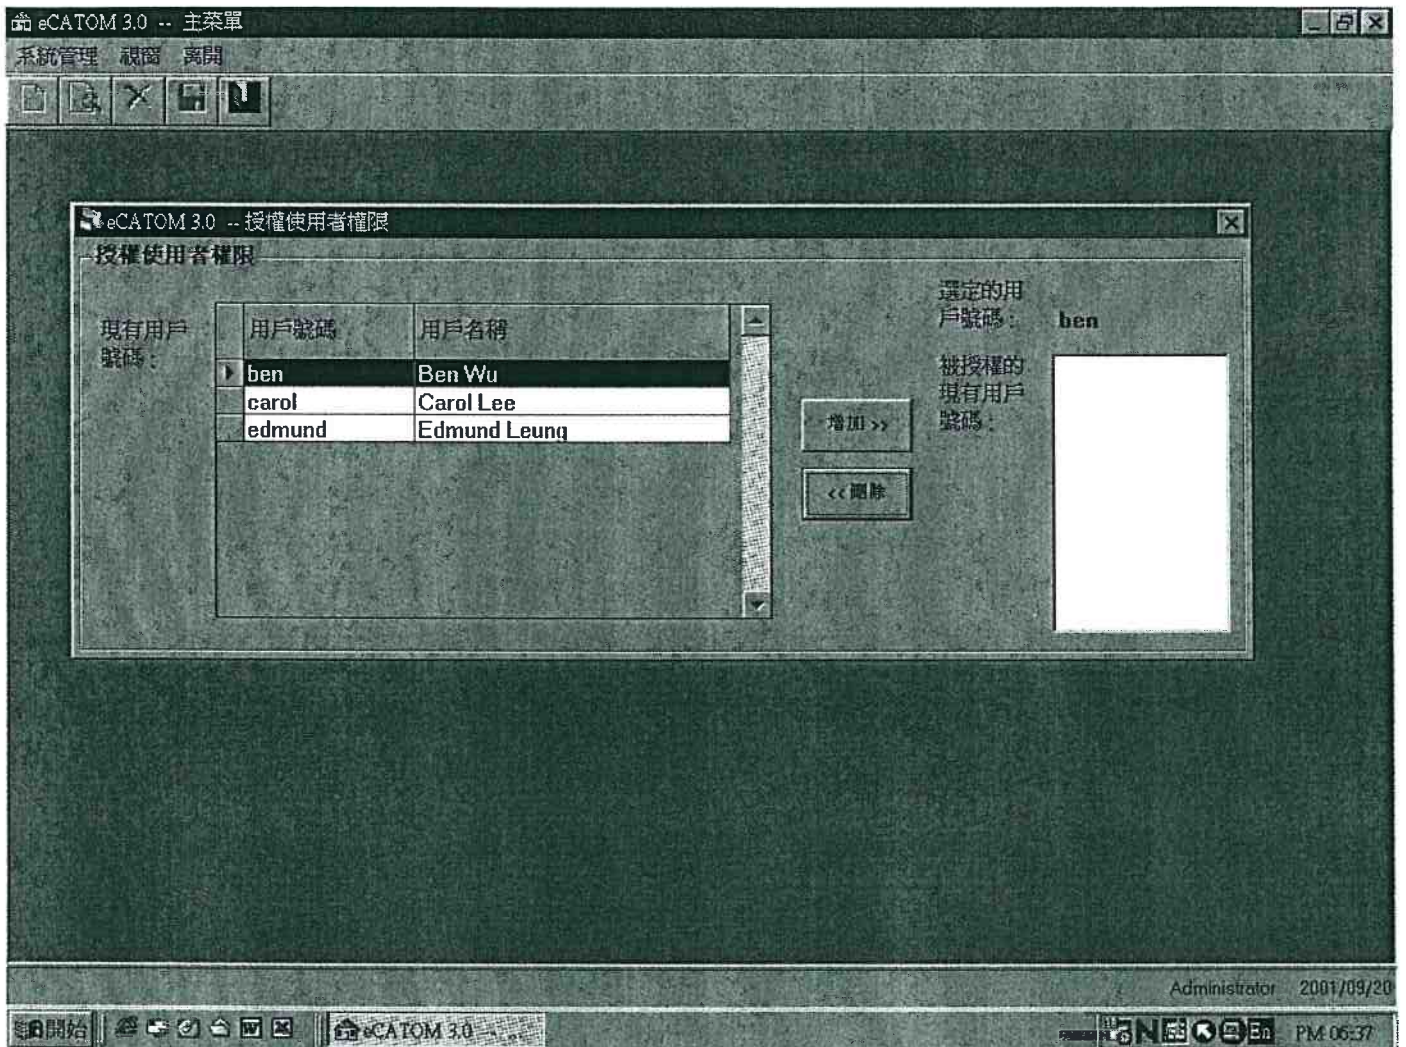 eCATOM 3.0 -- 主菜單
系統管理 視窗 离開
eCATOM 3.0 -- 授權使用者權限
授權使用者權限
現有用戶
號碼：
用戶號碼 用戶名稱
ben Ben Wu
carol Carol Lee
edmund Edmund Leung
增加 >>
<< 刪除
選定的用
戶號碼： ben
被授權的
現有用戶
號碼：
Administrator 2001/09/20
開始 eCATOM 3.0 En PM 06:37